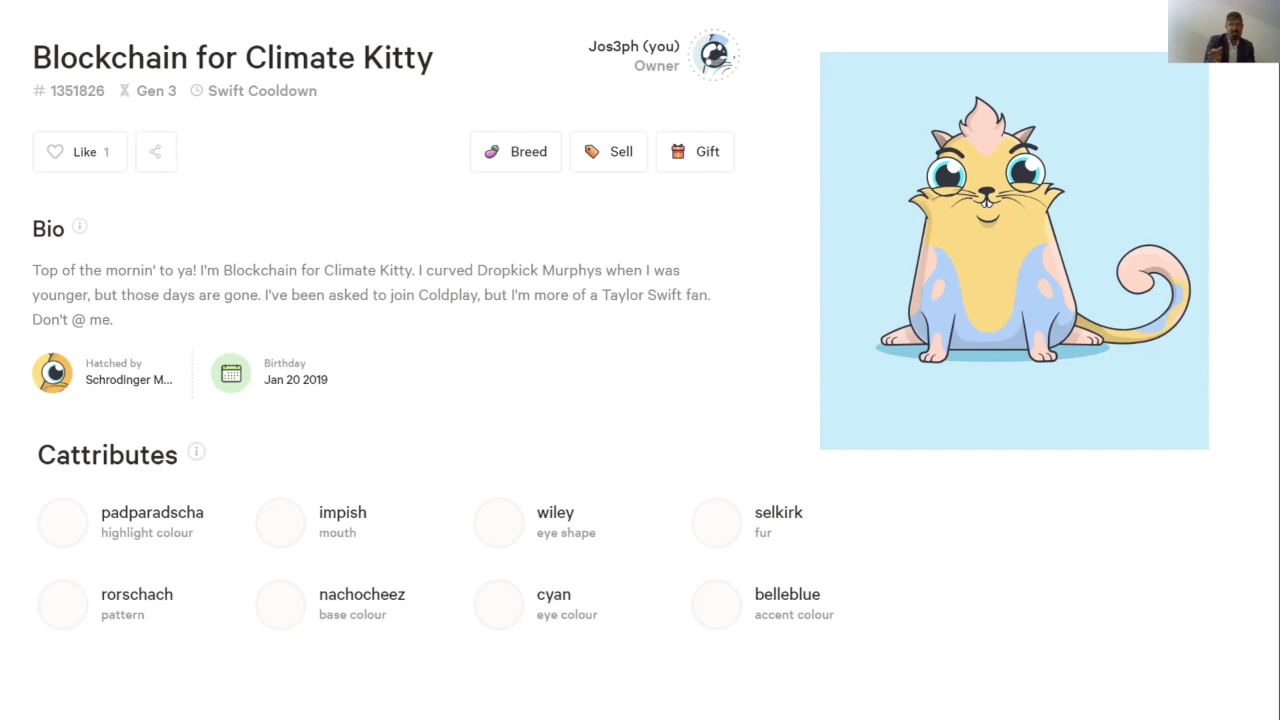 Blockchain for Climate Kitty
# 1351826 Gen 3 Swift Cooldown
Jos3ph (you)
Owner
Like 1
Breed
Sell
Gift
Bio
Top of the mornin' to ya! I'm Blockchain for Climate Kitty. I curved Dropkick Murphys when I was
younger, but those days are gone. I've been asked to join Coldplay, but I'm more of a Taylor Swift fan.
Don't @ me.
Hatched by
Schrodinger M...
Birthday
Jan 20 2019
Cattributes
padparadscha
highlight colour
impish
mouth
wiley
eye shape
selkirk
fur
rorschach
pattern
nachocheez
base colour
cyan
eye colour
belleblue
accent colour